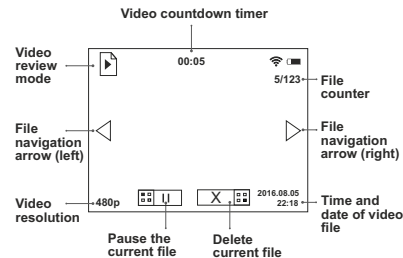 Video countdown timer
Video
review
mode
00:05
5/123
File
counter
File
navigation
arrow (left)
File
navigation
arrow (right)
Video
resolution
480p
X
2016.08.05
22:18
Time and
date of video
file
Pause the
current file
Delete
current file